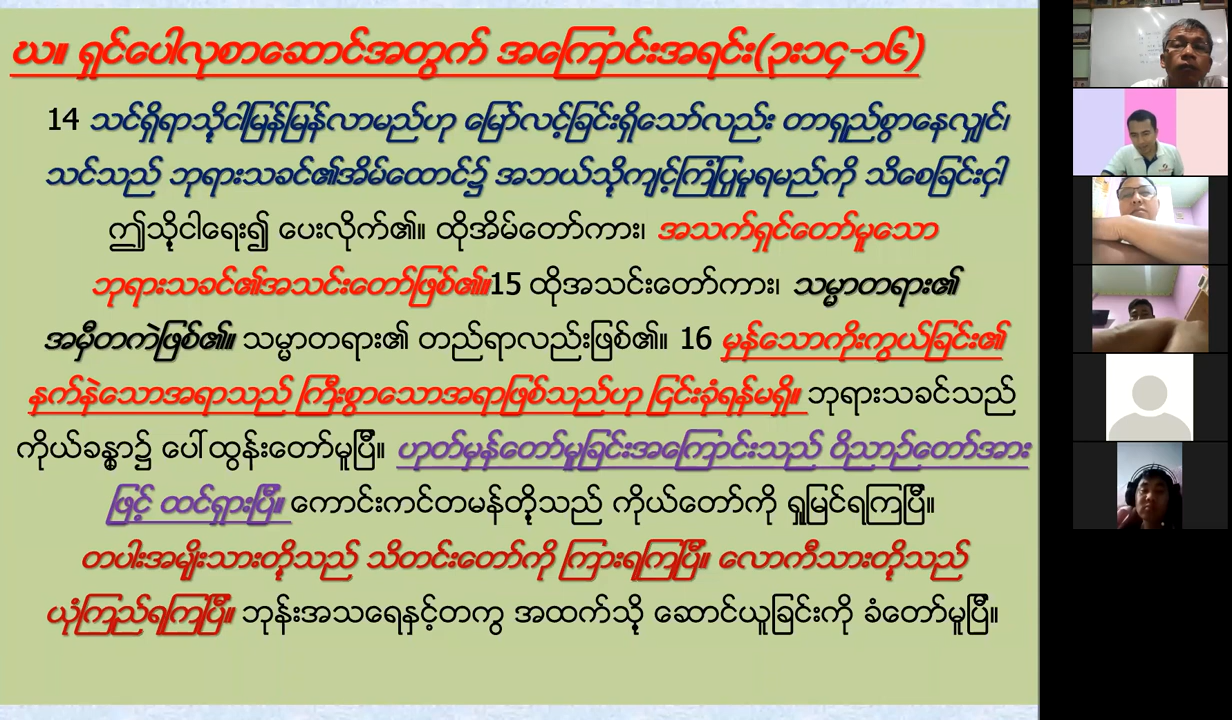 ဃ။ ရှင်ပေါလုစာဆောင်အတွက် အကြောင်းအရင်း(၃း၁၄-၁၆)
14 သင်ရှိရာသို့ငါမြန်မြန်လာမည်ဟု မြော်လင့်ခြင်းရှိသော်လည်း တာရှည်စွာနေလျှင်၊
သင်သည် ဘုရားသခင်၏အိမ်ထောင်၌ အဘယ်သို့ကျင့်ကြံပြုမူရမည်ကို သိစေခြင်းငှါ
ဤသို့ငါရေး၍ ပေးလိုက်၏။ ထိုအိမ်တော်ကား၊ အသက်ရှင်တော်မူသော
ဘုရားသခင်၏အသင်းတော်ဖြစ်၏။15 ထိုအသင်းတော်ကား၊ သမ္မာတရား၏
အမှီတကဲဖြစ်၏။ သမ္မာတရား၏ တည်ရာလည်းဖြစ်၏။ 16 မှန်သောကိုးကွယ်ခြင်း၏
နက်နဲသောအရာသည် ကြီးစွာသောအရာဖြစ်သည်ဟု ငြင်းခုံရန်မရှိ။ ဘုရားသခင်သည်
ကိုယ်ခန္ဓာ၌ ပေါ်ထွန်းတော်မူပြီ။ ဟုတ်မှန်တော်မူခြင်းအကြောင်းသည် ဝိညာဉ်တော်အား
ဖြင့် ထင်ရှားပြီ။ ကောင်းကင်တမန်တို့သည် ကိုယ်တော်ကို ရှုမြင်ရကြပြီ။
တပါးအမျိုးသားတို့သည် သိတင်းတော်ကို ကြားရကြပြီ။ လောကီသားတို့သည်
ယုံကြည်ရကြပြီ။ ဘုန်းအသရေနှင့်တကွ အထက်သို့ ဆောင်ယူခြင်းကို ခံတော်မူပြီ။